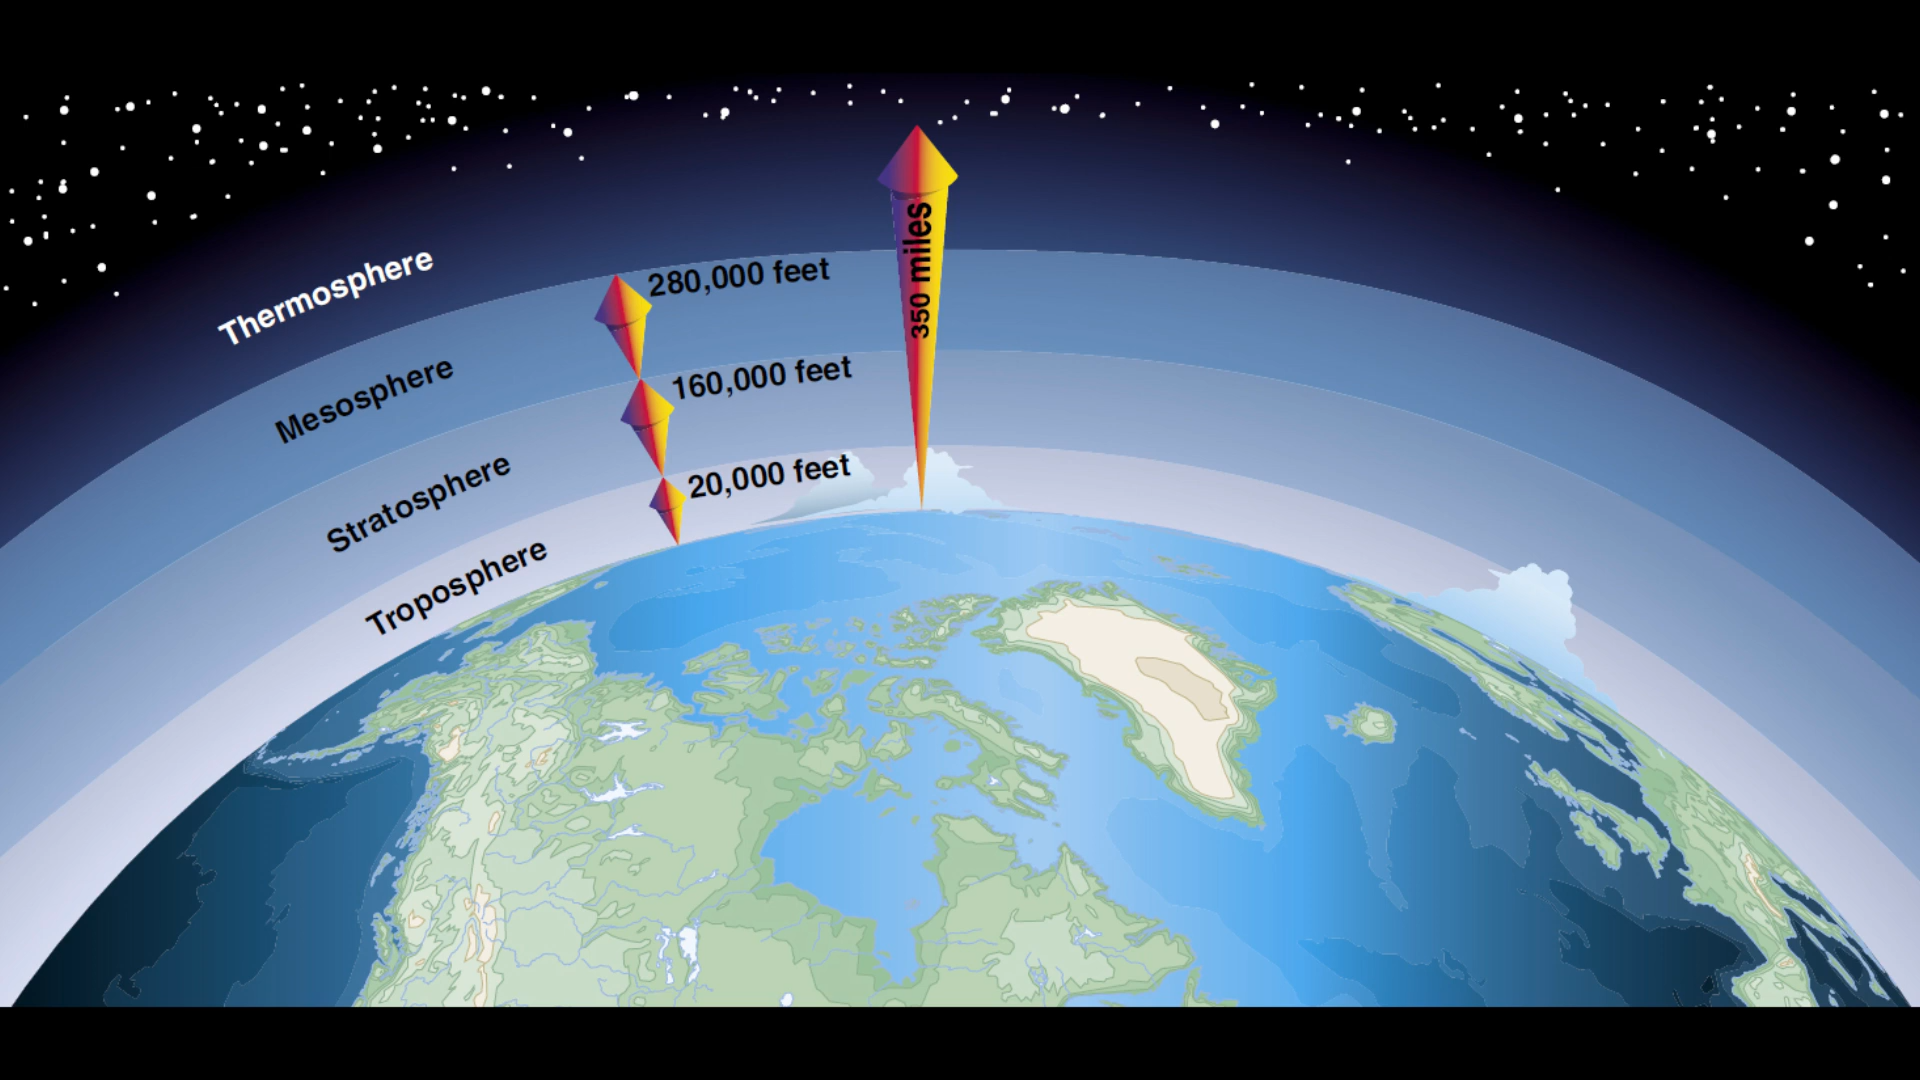 Thermosphere
280,000 feet
350 miles
Mesosphere
160,000 feet
Stratosphere
20,000 feet
Troposphere